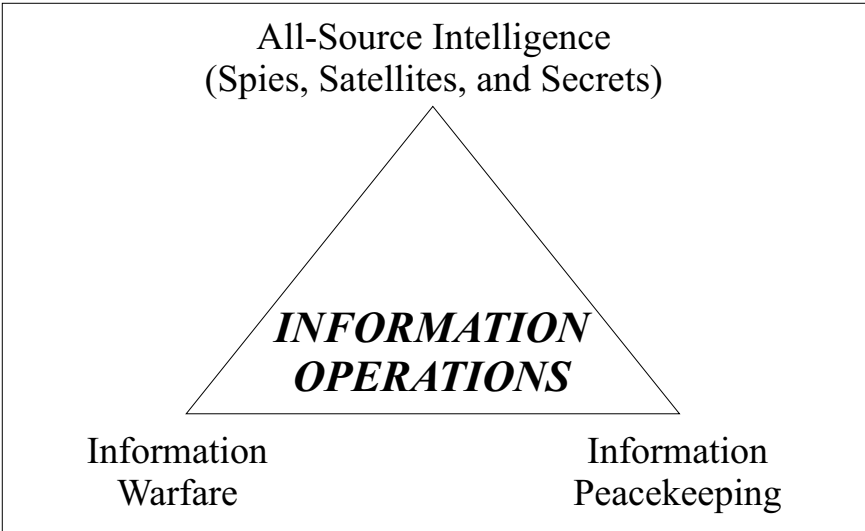 All-Source Intelligence
(Spies, Satellites, and Secrets)
INFORMATION
OPERATIONS
Information
Warfare
Information
Peacekeeping